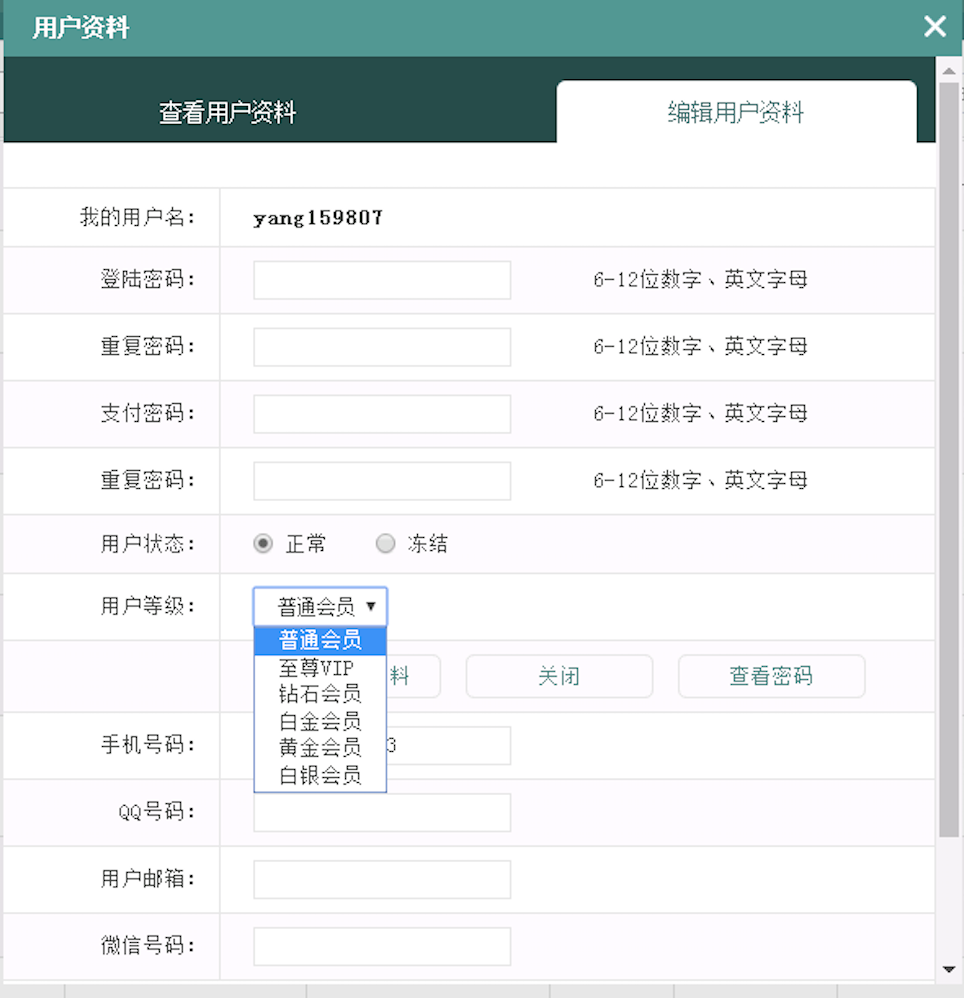 用户资料
查看用户资料 编辑用户资料
我的用户名： yang159807
登陆密码： 6-12位数字、英文字母
重复密码： 6-12位数字、英文字母
支付密码： 6-12位数字、英文字母
重复密码： 6-12位数字、英文字母
用户状态： 正常 冻结
用户等级： 普通会员
普通会员
至尊VIP
料 关闭 查看密码
钻石会员
白金会员
手机号码： 3
黄金会员
白银会员
QQ号码：
用户邮箱：
微信号码：